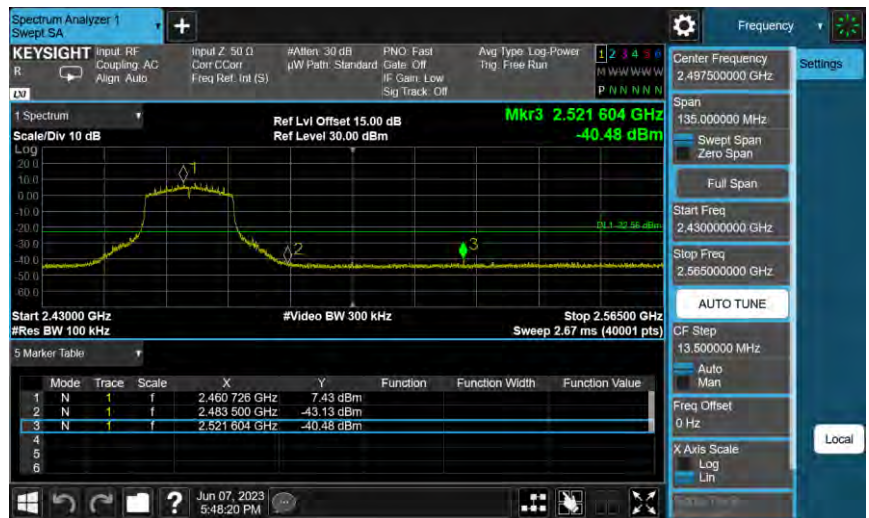 Spectrum Analyzer 1
Swept SA
+
Frequency
KEYSIGHT
R
LXI
Input: RF
Coupling: AC
Align: Auto
Input Z: 50 Ω
Corr CCorr
Freq Ref: Int (S)
#Atten: 30 dB
µW Path: Standard
PNO: Fast
Gate: Off
IF Gain: Low
Sig Track: Off
Avg Type: Log-Power
Trig: Free Run
1 2 3 4 5 6
M W W W W W
P N N N N N
1 Spectrum
Scale/Div 10 dB
Ref Lvl Offset 15.00 dB
Ref Level 30.00 dBm
Mkr3 2.521 604 GHz
-40.48 dBm
Log
20.0
10.0
0.00
-10.0
-20.0
-30.0
-40.0
-50.0
-60.0
1
2
3
DL1 -22.56 dBm
Start 2.43000 GHz
#Res BW 100 kHz
#Video BW 300 kHz
Stop 2.56500 GHz
Sweep 2.67 ms (40001 pts)
5 Marker Table
Mode Trace Scale X Y Function Function Width Function Value
1 N 1 f 2.460 726 GHz 7.43 dBm
2 N 1 f 2.483 500 GHz -43.13 dBm
3 N 1 f 2.521 604 GHz -40.48 dBm
4
5
6
?
Jun 07, 2023
5:48:20 PM
Settings
Center Frequency
2.497500000 GHz
Span
135.000000 MHz
Swept Span
Zero Span
Full Span
Start Freq
2.430000000 GHz
Stop Freq
2.565000000 GHz
AUTO TUNE
CF Step
13.500000 MHz
Auto
Man
Freq Offset
0 Hz
X Axis Scale
Log
Lin
Local